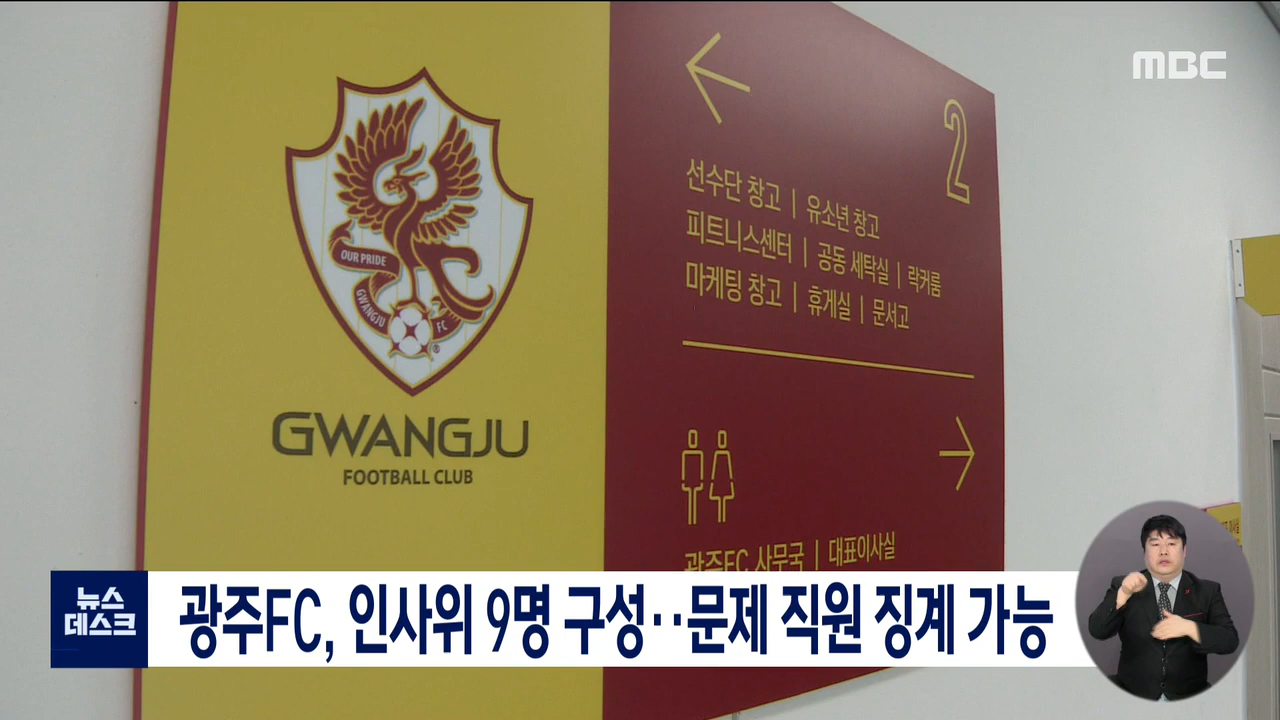 MBC
2
선수단 창고 | 유소년 창고
피트니스센터 | 공동 세탁실 | 락커룸
마케팅 창고 | 휴게실 | 문서고
OUR PRIDE
GWANGJU
FC
GWANGJU
FOOTBALL CLUB
광주FC 사무국 | 대표이사실
뉴스
데스크
광주FC, 인사위 9명 구성‥문제 직원 징계 가능